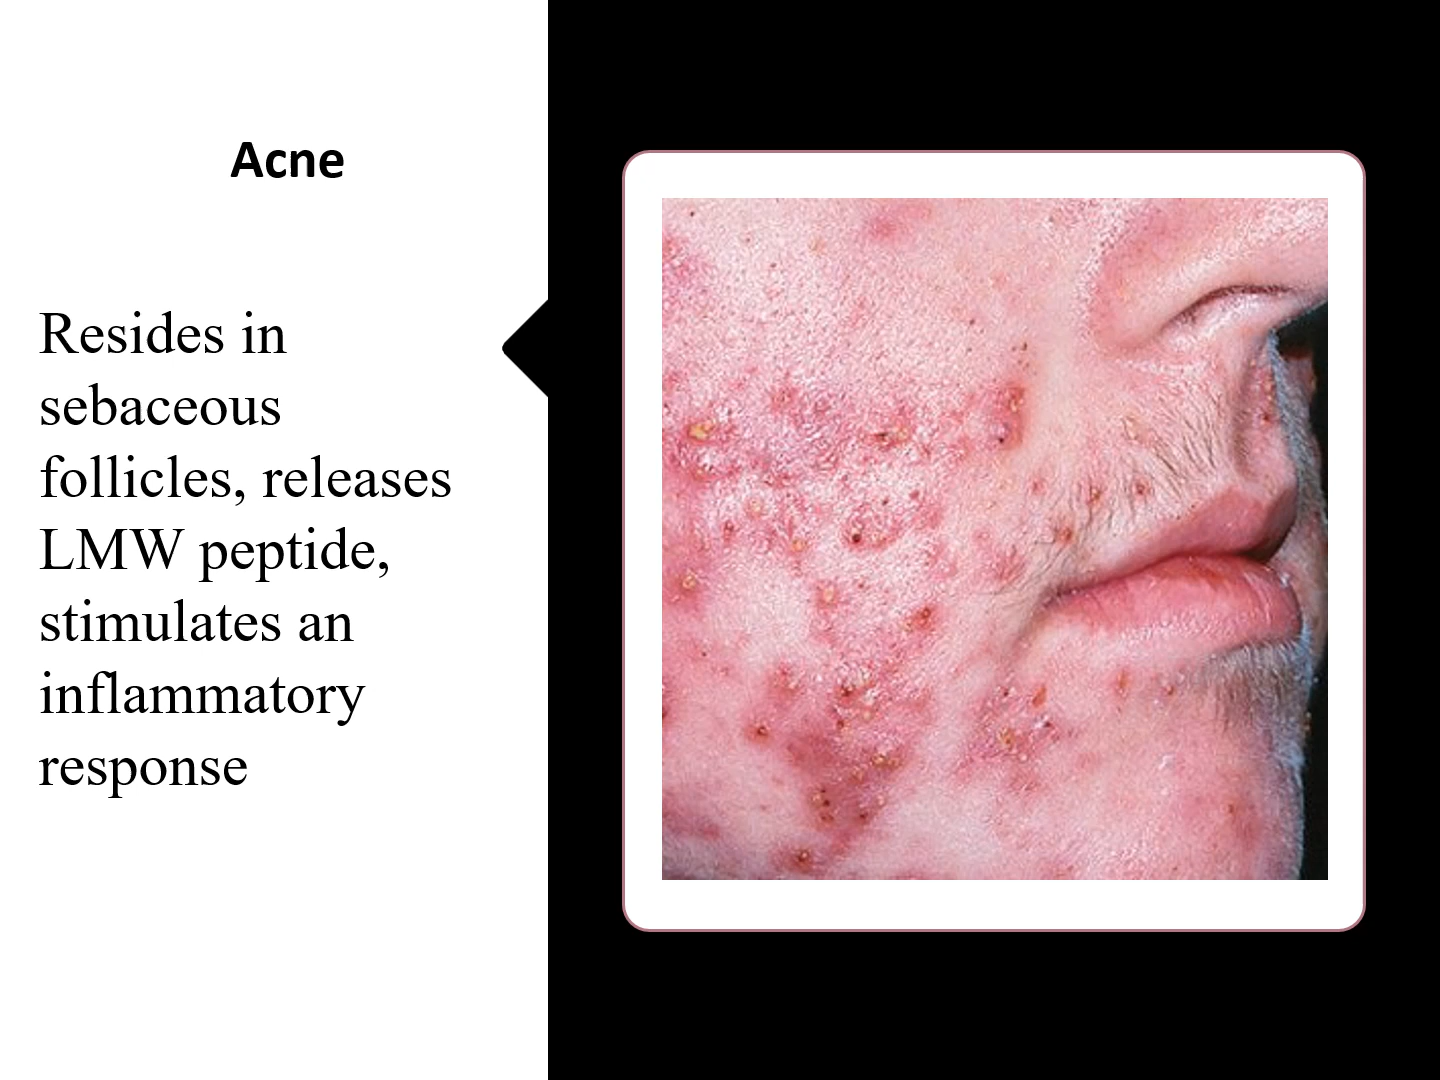 Acne
Resides in
sebaceous
follicles, releases
LMW peptide,
stimulates an
inflammatory
response